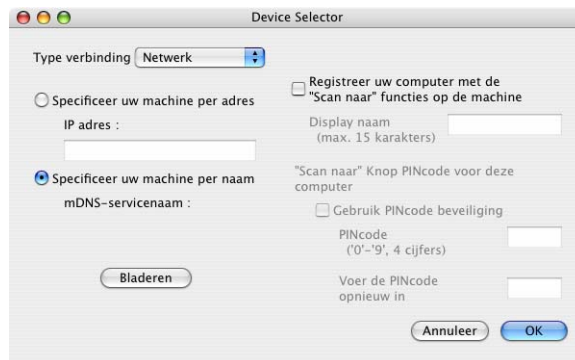 Device Selector
Type verbinding Netwerk
Specificeer uw machine per adres
IP adres :
Specificeer uw machine per naam
mDNS-servicenaam :
Bladeren
Registreer uw computer met de
"Scan naar" functies op de machine
Display naam
(max. 15 karakters)
"Scan naar" Knop PINcode voor deze
computer
Gebruik PINcode beveiliging
PINcode
('0'-'9', 4 cijfers)
Voer de PINcode
opnieuw in
Annuleer
OK